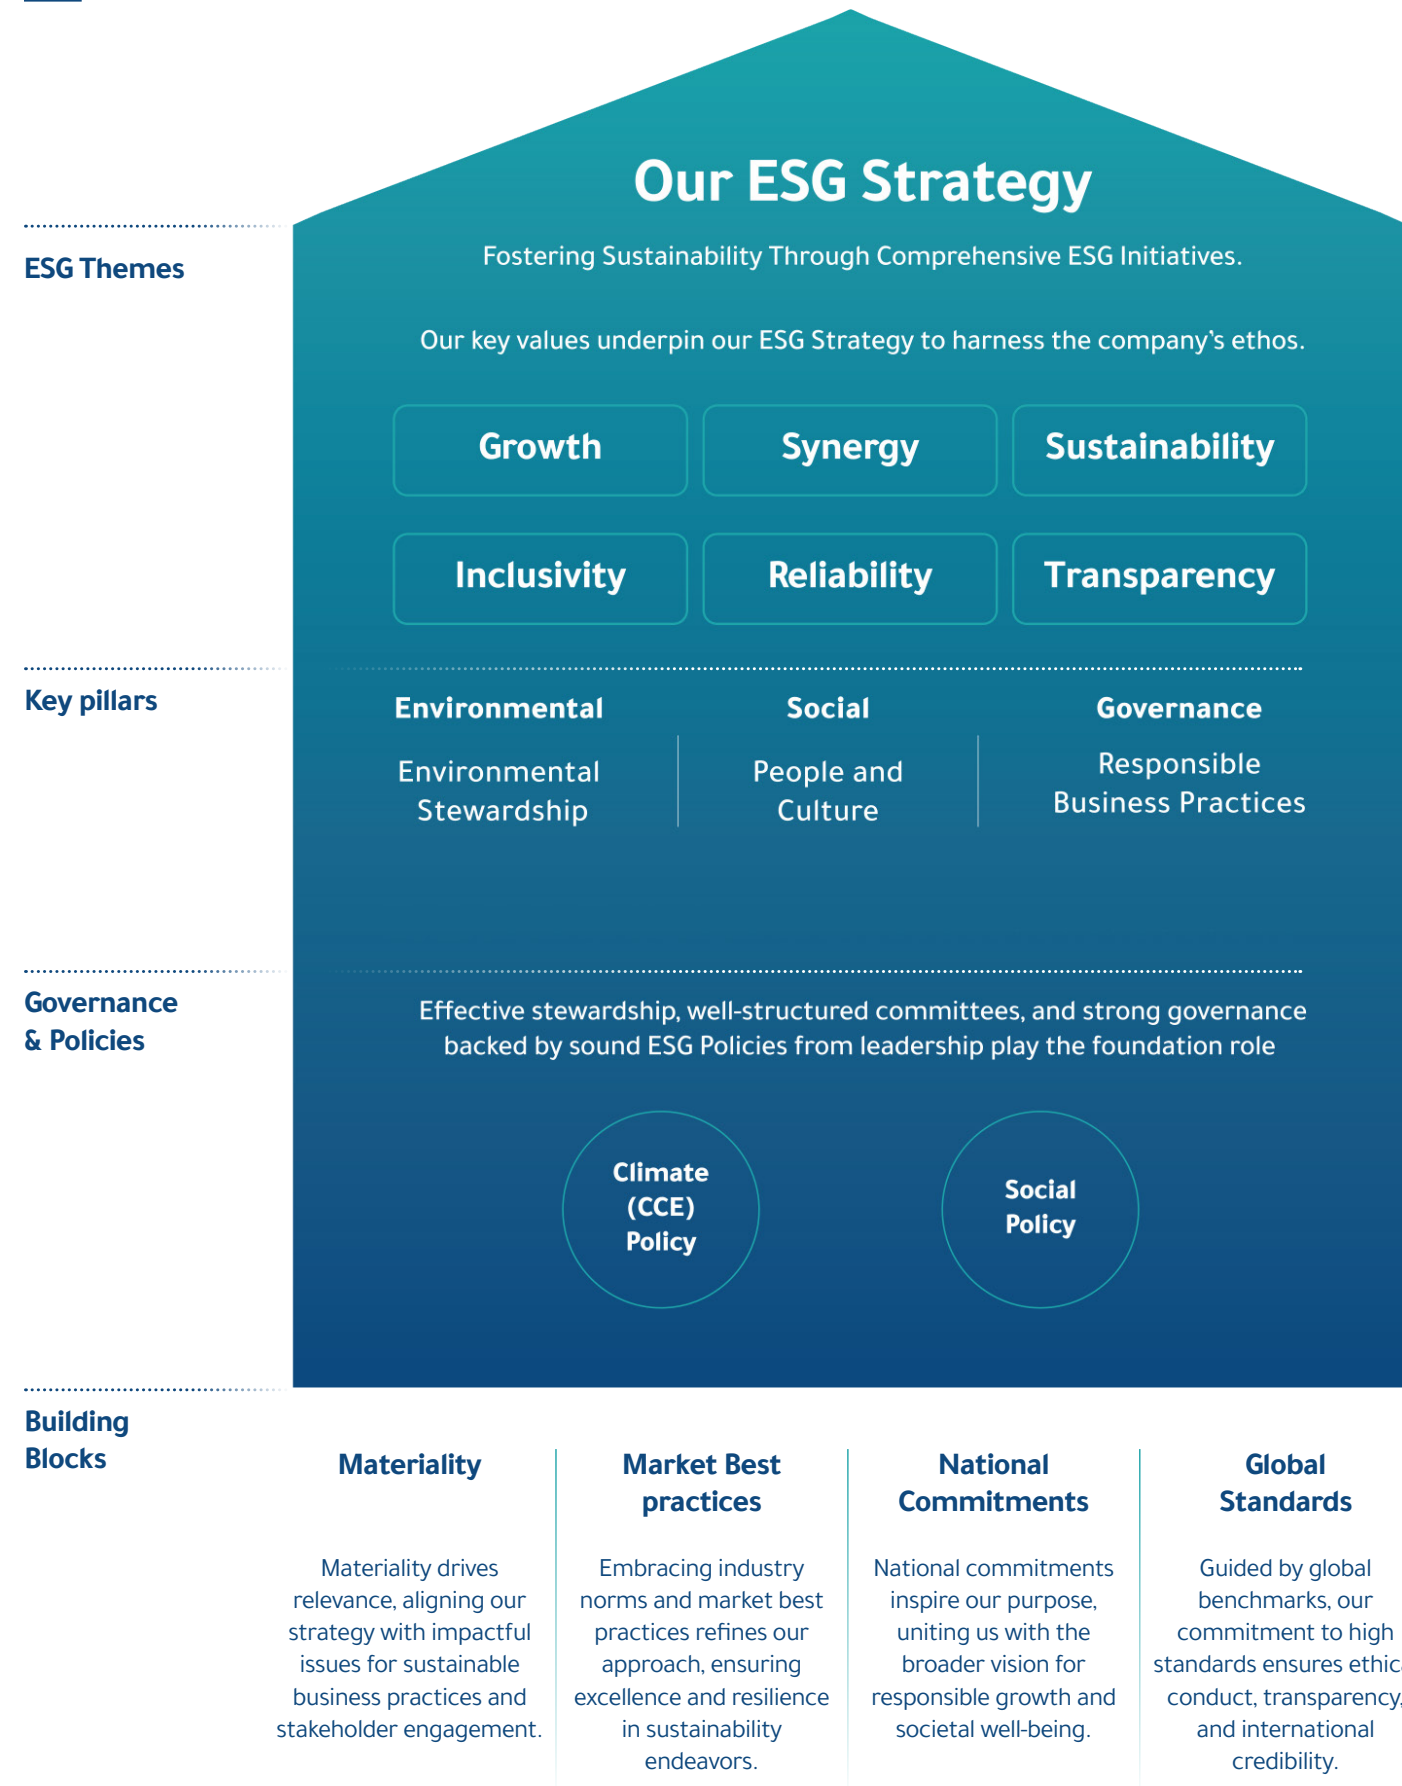 Our ESG Strategy
ESG Themes
Fostering Sustainability Through Comprehensive ESG Initiatives.
Our key values underpin our ESG Strategy to harness the company's ethos.
Growth
Synergy
Sustainability
Inclusivity
Reliability
Transparency
Key pillars
Environmental
Environmental
Stewardship
Social
People and
Culture
Governance
Responsible
Business Practices
Governance
& Policies
Effective stewardship, well-structured committees, and strong governance
backed by sound ESG Policies from leadership play the foundation role
Climate
(CCE)
Policy
Social
Policy
Building
Blocks
Materiality
Materiality drives
relevance, aligning our
strategy with impactful
issues for sustainable
business practices and
stakeholder engagement.
Market Best
practices
Embracing industry
norms and market best
practices refines our
approach, ensuring
excellence and resilience
in sustainability
endeavors.
National
Commitments
National commitments
inspire our purpose,
uniting us with the
broader vision for
responsible growth and
societal well-being.
Global
Standards
Guided by global
benchmarks, our
commitment to high
standards ensures
conduct, transparency,
and international
credibility.